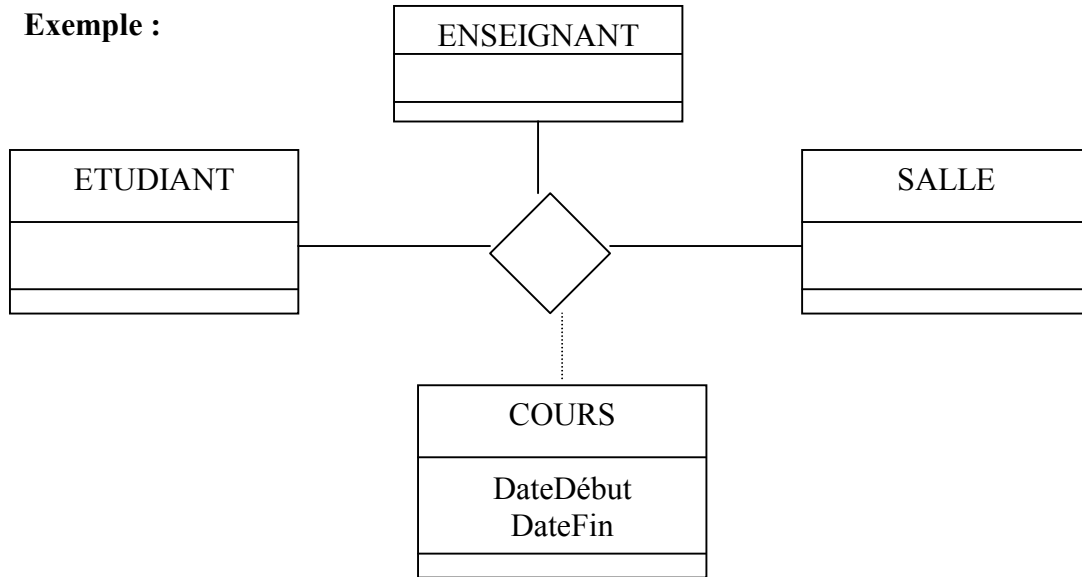 Exemple :
ENSEIGNANT
ETUDIANT
SALLE
COURS
DateDébut
DateFin